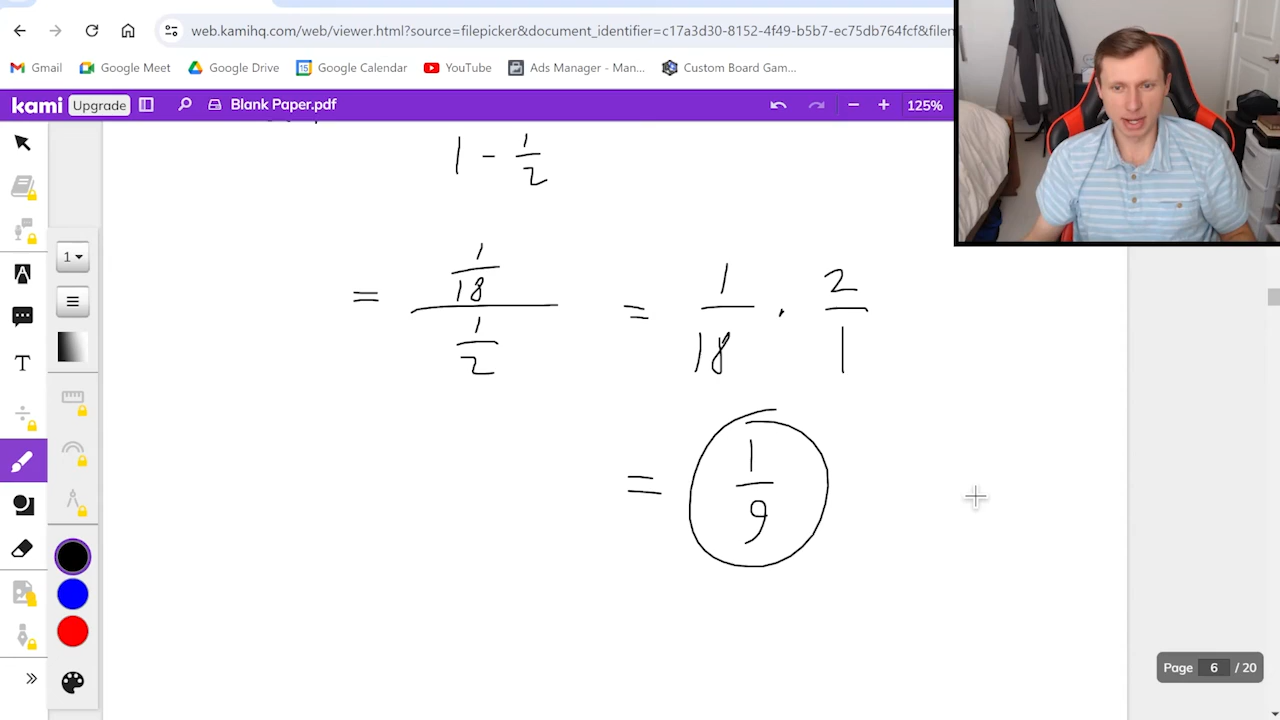 web.kamihq.com/web/viewer.html?source=filepicker&document_identifier=c17a3d30-8152-4f49-b5b7-ec75db764fcf&filen
Gmail Google Meet Google Drive 15 Google Calendar YouTube Ads Manager - Man... Custom Board Gam...
kami Upgrade Blank Paper.pdf 125%
1 - 1/2
1
= (1/18)/(1/2) = 1/18 · 2/1
T
= 1/9
Page 6 / 20